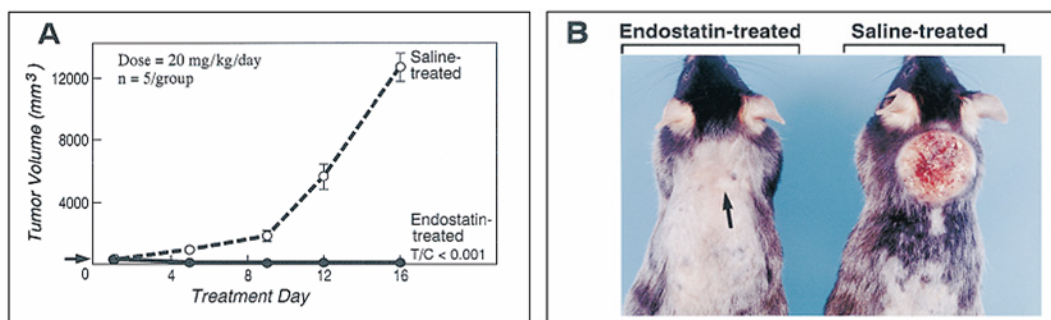 A
Dose = 20 mg/kg/day
n = 5/group
Saline-
treated
12000
8000
4000
Tumor Volume (mm³)
Endostatin-
treated
T/C < 0.001
0
4
8
12
16
Treatment Day
B
Endostatin-treated
Saline-treated